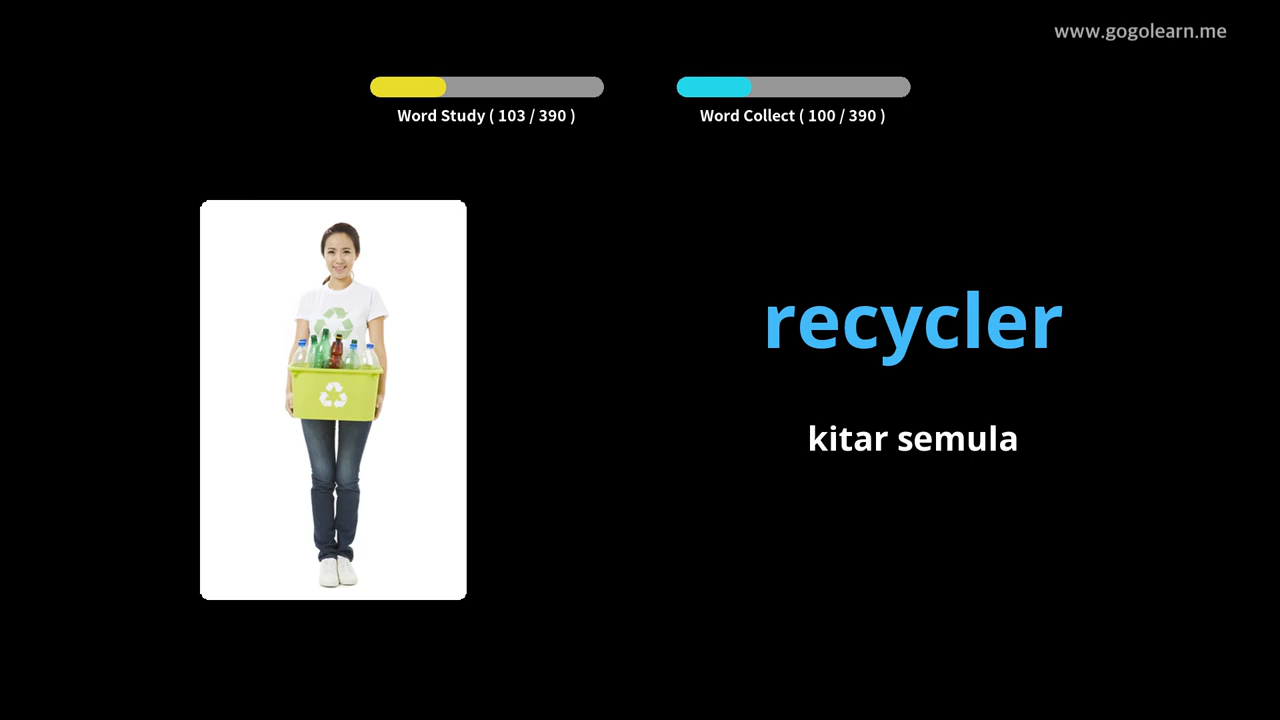 www.gogolearn.me
Word Study ( 103 / 390 )
Word Collect ( 100 / 390 )
recycler
kitar semula